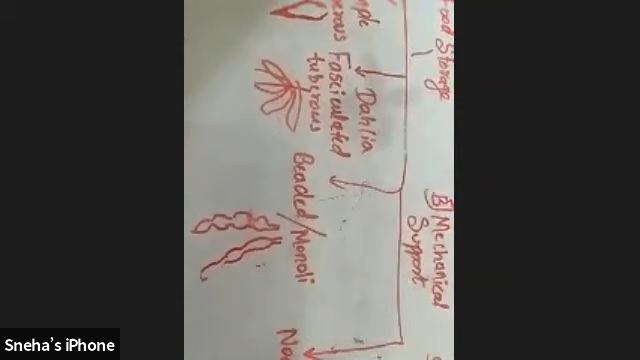 Food Storage
B Mechanical
Support
Dahlia
Fasciculated
tuberous
Beaded/Monoli
Sneha's iPhone